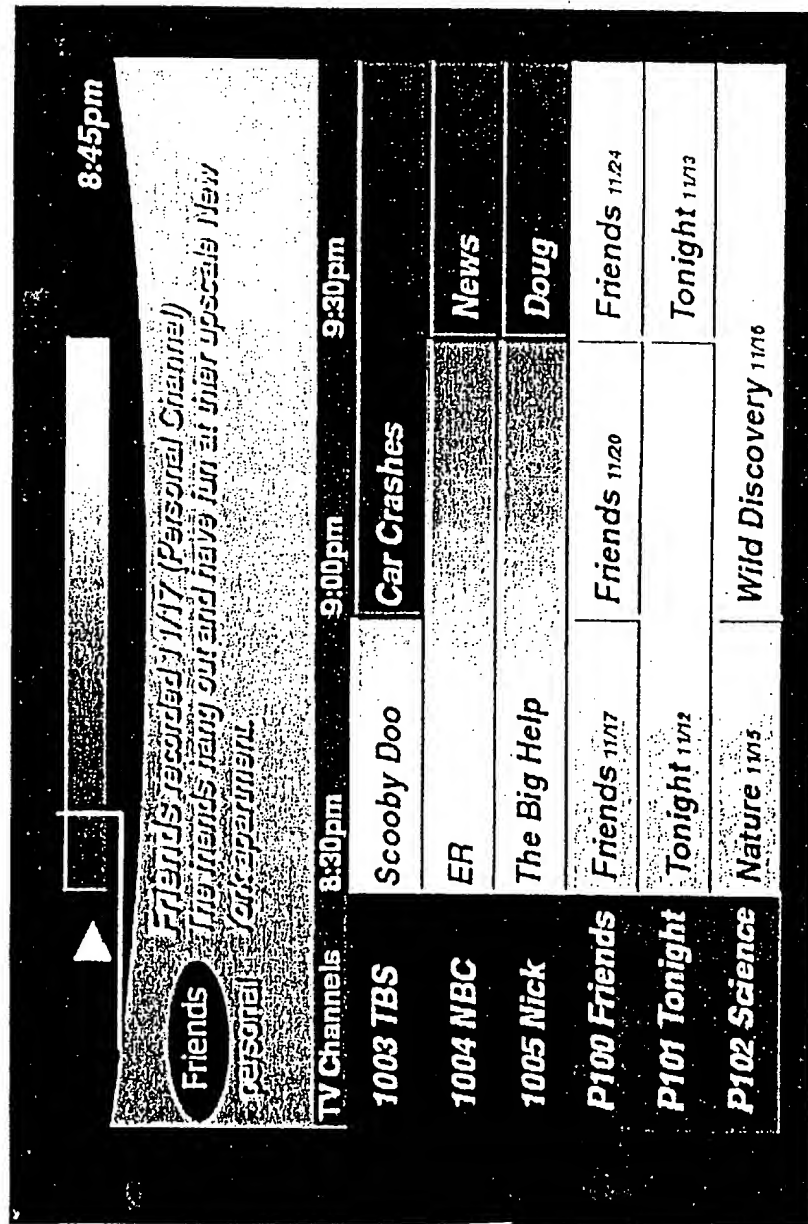 8:45pm
Friends
personal
Friends recorded 11/17 (Personal Channel)
The friends hang out and have fun at thier upscale New
York apartment.
TV Channels 8:30pm 9:00pm 9:30pm
1003 TBS Scooby Doo Car Crashes
1004 NBC ER News
1005 Nick The Big Help Doug
P100 Friends Friends 11/17 Friends 11/20 Friends 11/24
P101 Tonight Tonight 11/12 Tonight 11/13
P102 Science Nature 11/15 Wild Discovery 11/16